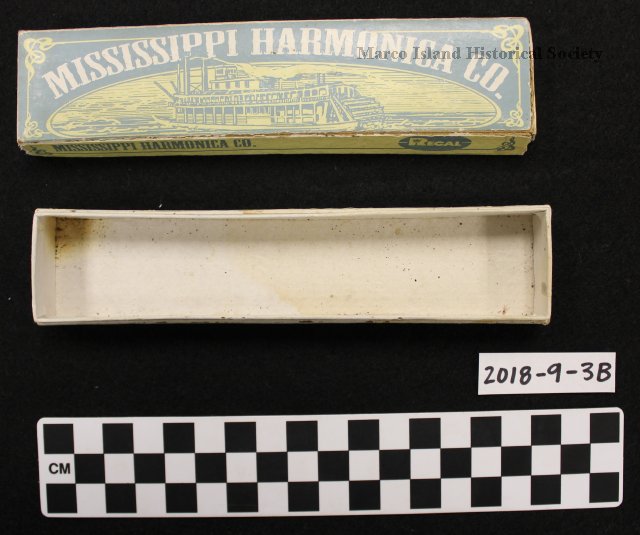 MISSISSIPPI HARMONICA CO.
Marco Island Historical Society
MISSISSIPPI HARMONICA CO.
REGAL
2018-9-3B
CM